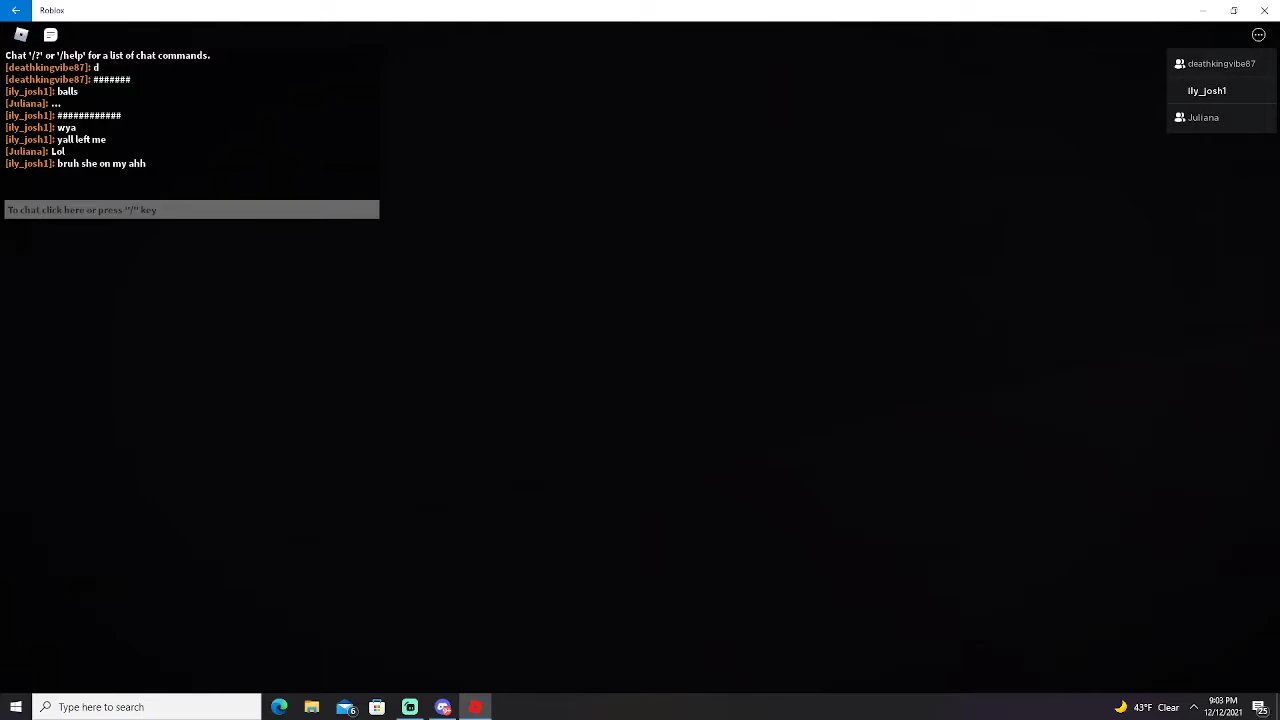 Roblox
Chat '/?' or '/help' for a list of chat commands.
[deathkingvibe87]: d
[deathkingvibe87]: #######
[ily_josh1]: balls
[Juliana]: ...
[ily_josh1]: ############
[ily_josh1]: wya
[ily_josh1]: yall left me
[Juliana]: Lol
[ily_josh1]: bruh she on my ahh
To chat click here or press "/" key
deathkingvibe87
ily_josh1
Juliana
Type here to search
6
43°F Clear
9:03 PM
12/12/2021
25